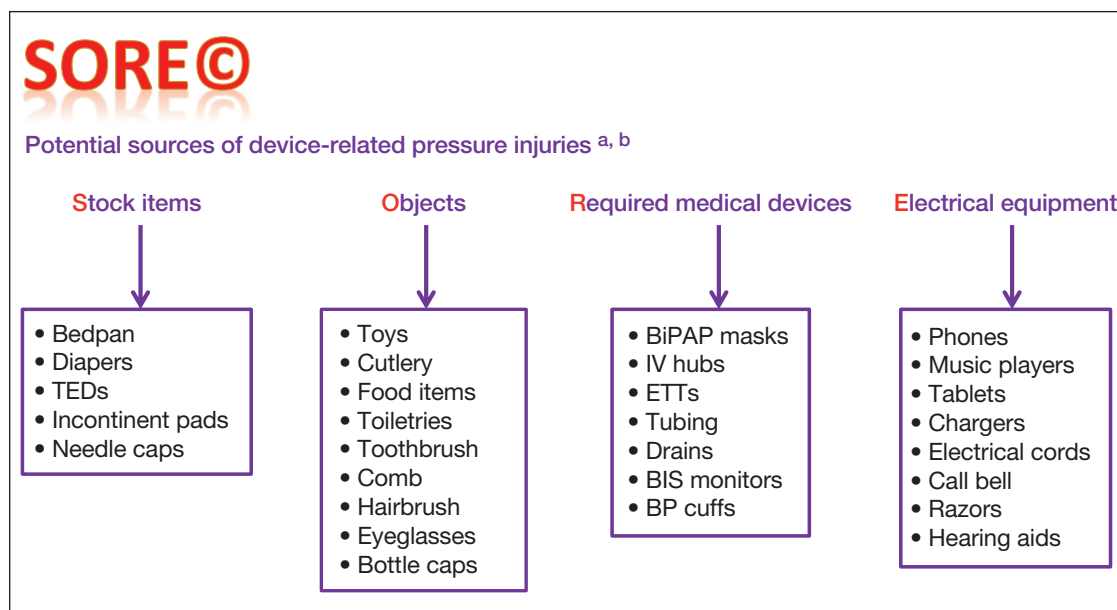 SORE©
Potential sources of device-related pressure injuries a, b
Stock items
• Bedpan
• Diapers
• TEDs
• Incontinent pads
• Needle caps
Objects
• Toys
• Cutlery
• Food items
• Toiletries
• Toothbrush
• Comb
• Hairbrush
• Eyeglasses
• Bottle caps
Required medical devices
• BiPAP masks
• IV hubs
• ETTs
• Tubing
• Drains
• BIS monitors
• BP cuffs
Electrical equipment
• Phones
• Music players
• Tablets
• Chargers
• Electrical cords
• Call bell
• Razors
• Hearing aids